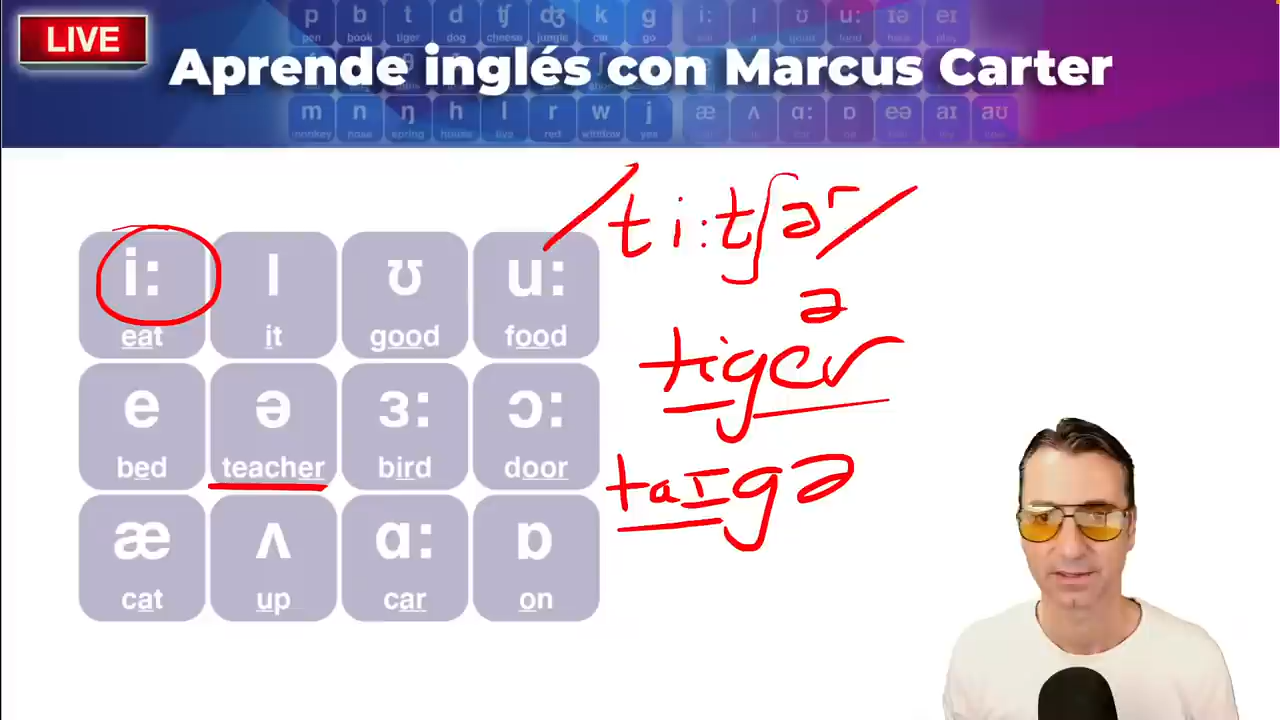 p b t d tʃ dʒ k g i: I ʊ u: ɪə eɪ
pen book tiger dog cheese jungle car go
LIVE
Aprende inglés con Marcus Carter
m n ŋ h l r w j æ ʌ ɑ: ɒ eə aɪ aʊ
monkey nose spring house live red window yes
/ti:tʃəʳ/
i: I ʊ u:
eat it good food
ə
tiger
e ə ɜ: ɔ:
bed teacher bird door
taɪgə
æ ʌ ɑ: ɒ
cat up car on